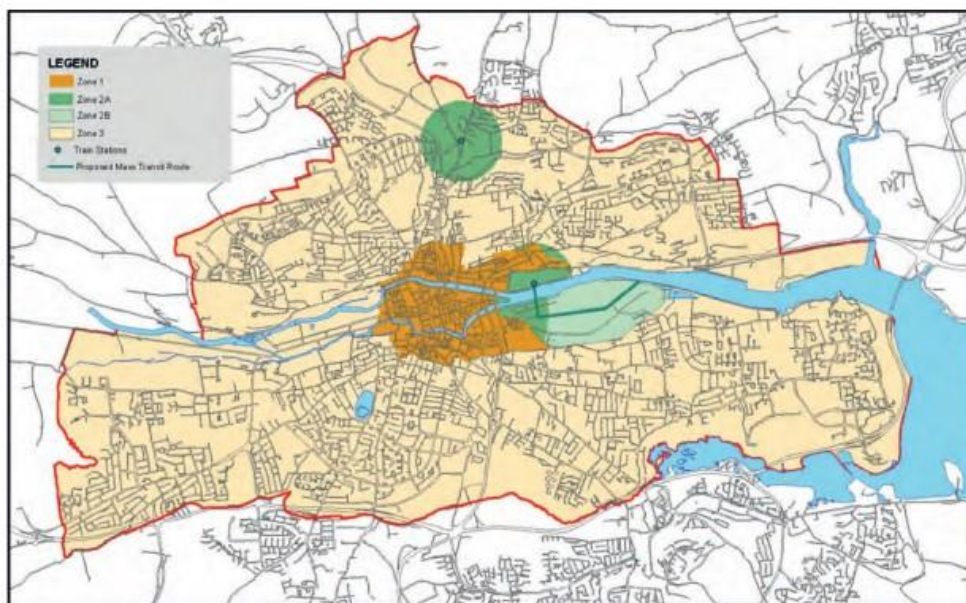 LEGEND
Zone 1
Zone 2A
Zone 2B
Zone 3
Train Stations
Proposed Mass Transit Route